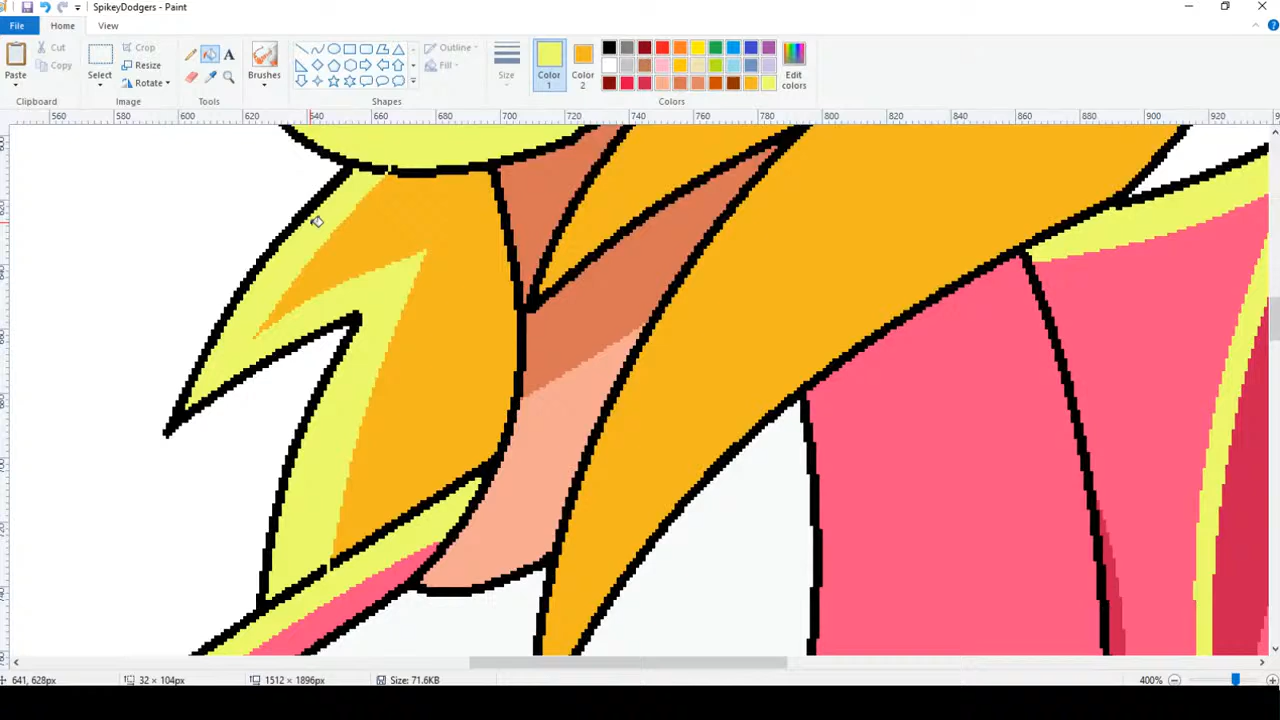 SpikeyDodgers - Paint
File Home View
Paste Cut Copy
Select Crop Resize Rotate
Brushes
Outline Fill
Size
Color 1
Color 2
Edit colors
Clipboard Image Tools Shapes Colors
560 580 600 620 640 660 680 700 720 740 760 780 800 820 840 860 880 900 920
641, 628px 32 × 104px 1512 × 1896px Size: 71.6KB 400%